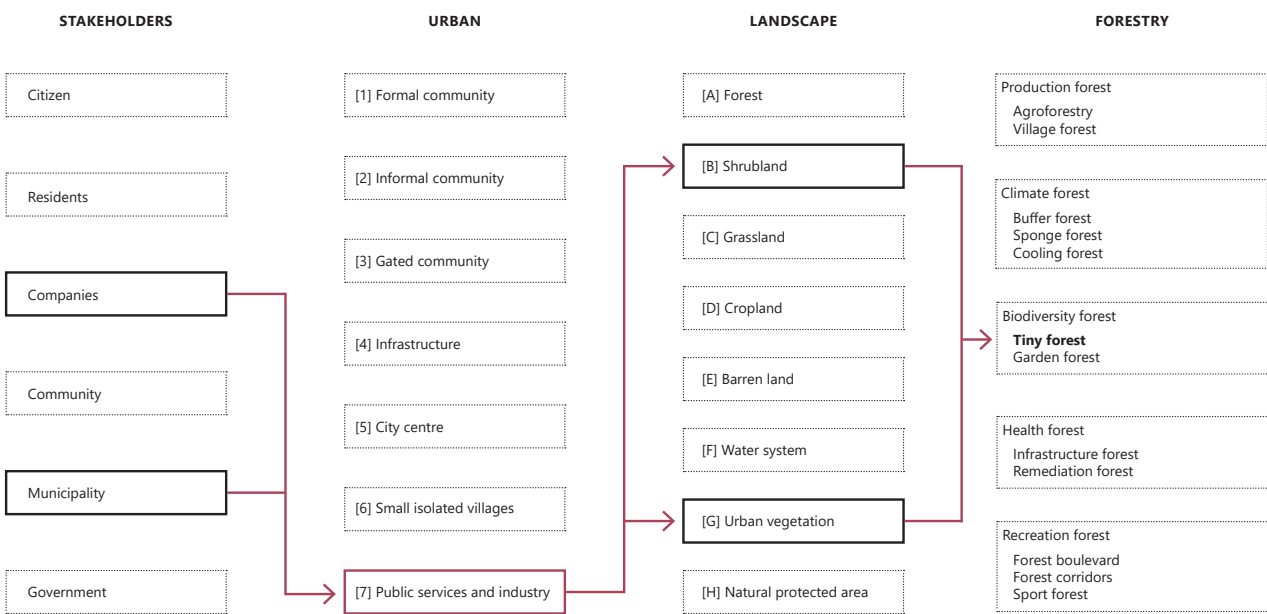 STAKEHOLDERS
Citizen
Residents
Companies
Community
Municipality
Government
URBAN
[1] Formal community
[2] Informal community
[3] Gated community
[4] Infrastructure
[5] City centre
[6] Small isolated villages
[7] Public services and industry
LANDSCAPE
[A] Forest
[B] Shrubland
[C] Grassland
[D] Cropland
[E] Barren land
[F] Water system
[G] Urban vegetation
[H] Natural protected area
FORESTRY
Production forest
Agroforestry
Village forest
Climate forest
Buffer forest
Sponge forest
Cooling forest
Biodiversity forest
Tiny forest
Garden forest
Health forest
Infrastructure forest
Remediation forest
Recreation forest
Forest boulevard
Forest corridors
Sport forest